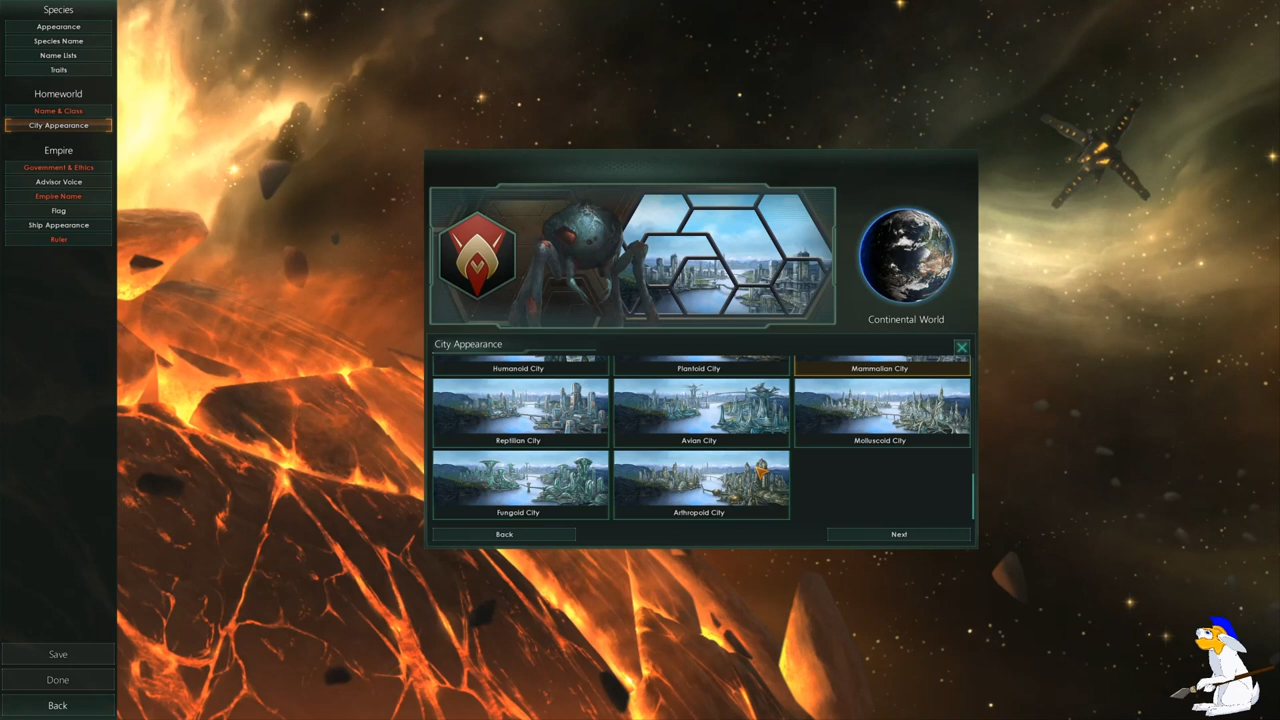 Species
Appearance
Species Name
Name Lists
Traits
Homeworld
Name & Class
City Appearance
Empire
Government & Ethics
Advisor Voice
Empire Name
Flag
Ship Appearance
Ruler
Save
Done
Back
Continental World
City Appearance
Humanoid City
Plantoid City
Mammalian City
Reptilian City
Avian City
Molluscoid City
Fungoid City
Arthropoid City
Back
Next